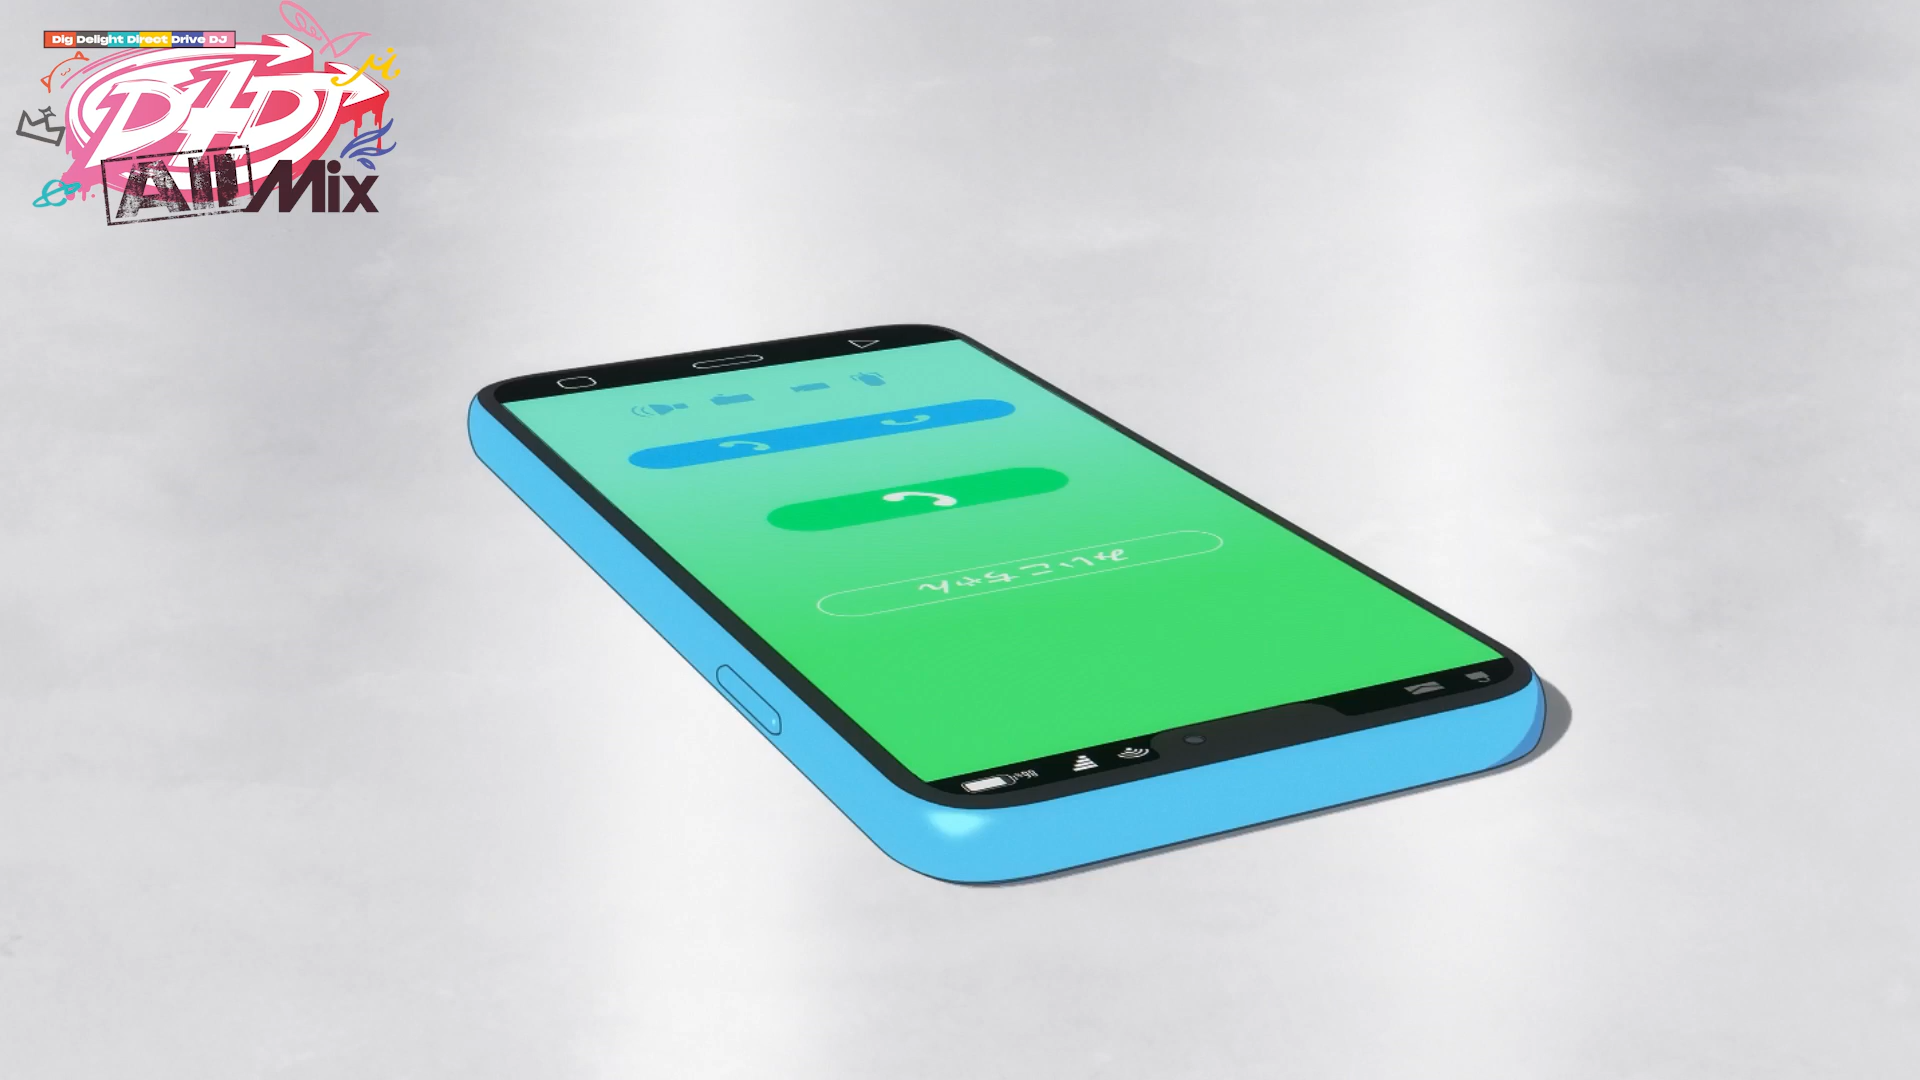 Dig Delight Direct Drive DJ
D4DJ
All Mix
みいこちゃん